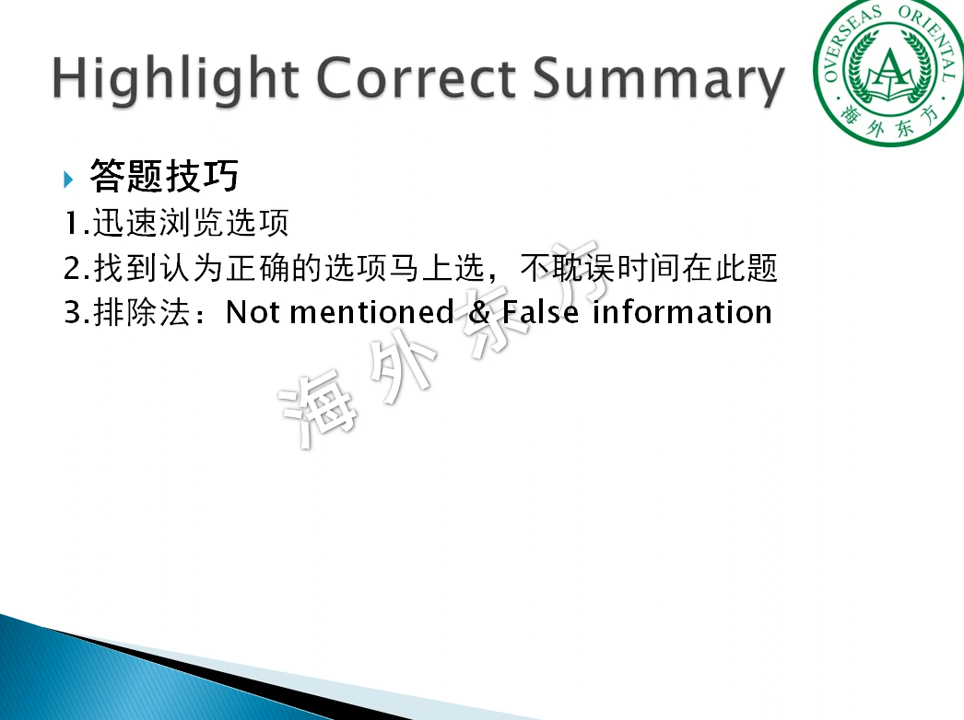 Highlight Correct Summary
OVERSEAS ORIENTAL
A
·海外东方·
答题技巧
1.迅速浏览选项
2.找到认为正确的选项马上选，不耽误时间在此题
3.排除法：Not mentioned & False information
海外东方